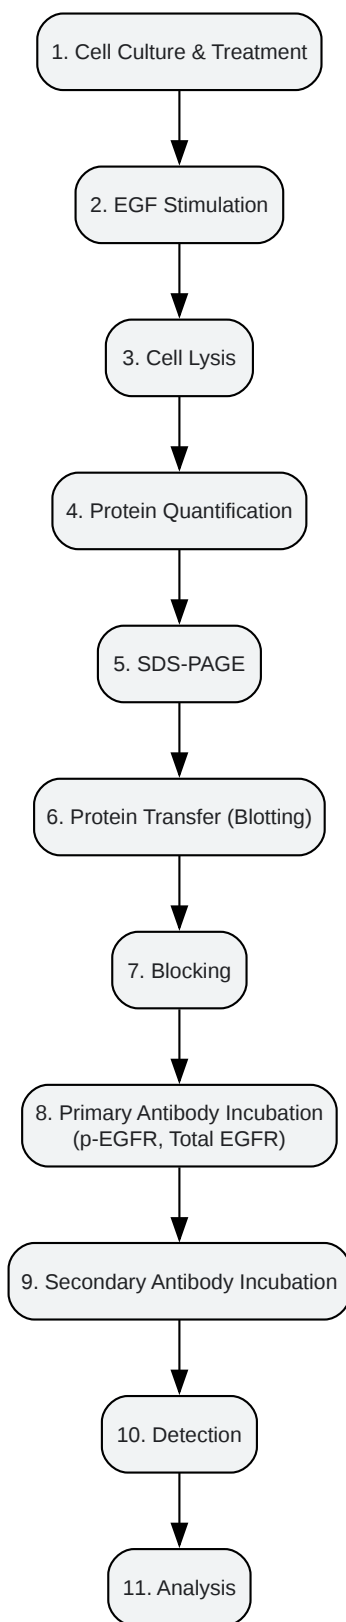 1. Cell Culture & Treatment
2. EGF Stimulation
3. Cell Lysis
4. Protein Quantification
5. SDS-PAGE
6. Protein Transfer (Blotting)
7. Blocking
8. Primary Antibody Incubation
(p-EGFR, Total EGFR)
9. Secondary Antibody Incubation
10. Detection
11. Analysis